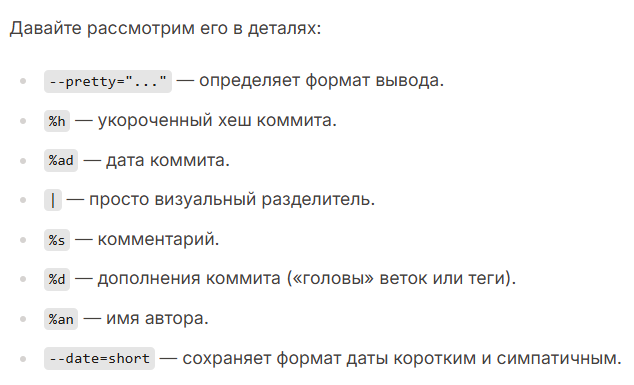 Давайте рассмотрим его в деталях:
--pretty="..." — определяет формат вывода.
%h — укороченный хеш коммита.
%ad — дата коммита.
| — просто визуальный разделитель.
%s — комментарий.
%d — дополнения коммита («головы» веток или теги).
%an — имя автора.
--date=short — сохраняет формат даты коротким и симпатичным.